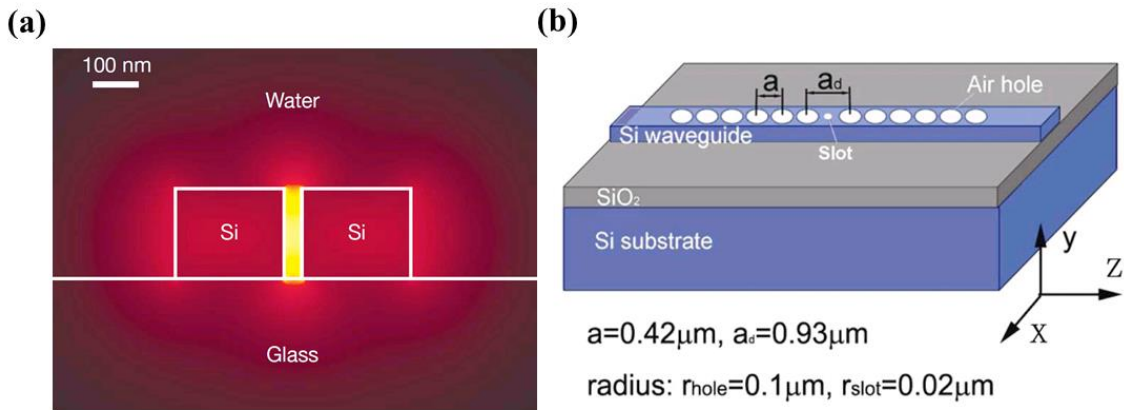 (a)
100 nm
Water
Si
Si
Glass
(b)
a
a_d
Air hole
Si waveguide
Slot
SiO₂
Si substrate
y
Z
X
a=0.42μm, a_d=0.93μm
radius: r_hole=0.1μm, r_slot=0.02μm